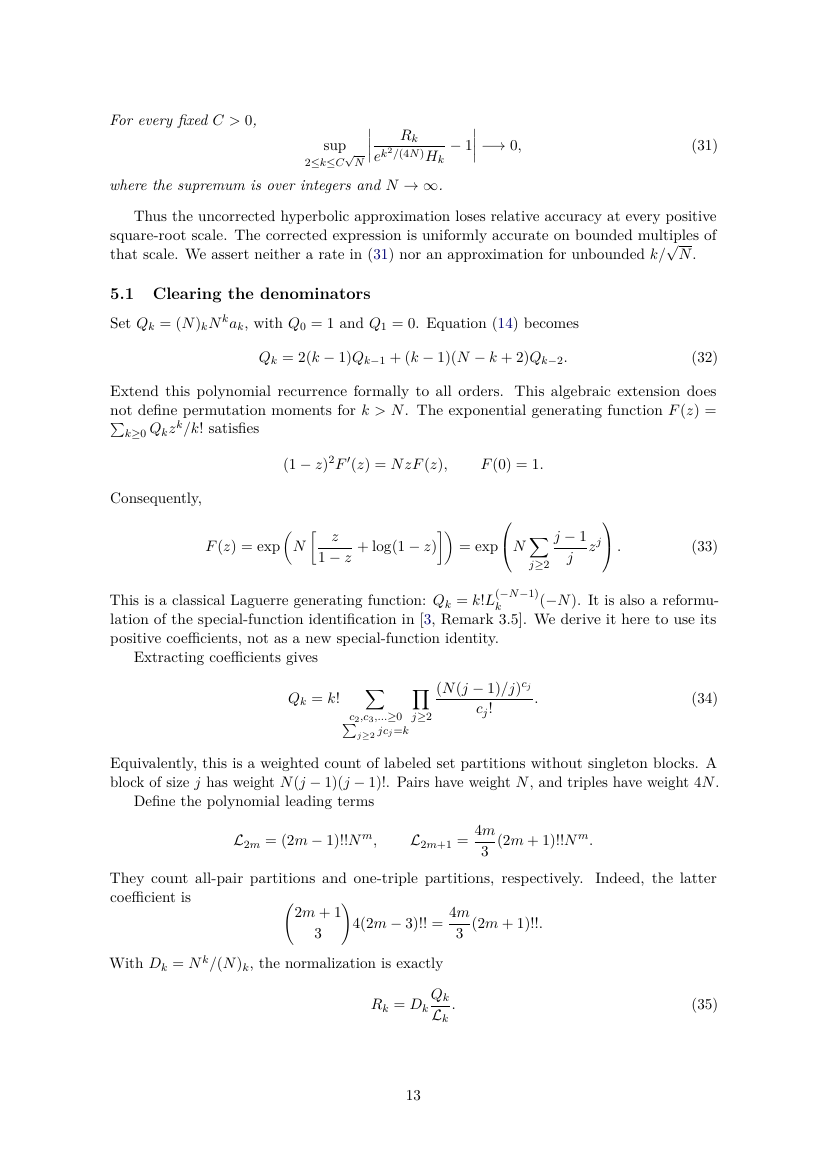 For every fixed C > 0,
sup_{2≤k≤C√N} | R_k / (e^{k²/(4N)} H_k) − 1 | ⟶ 0, (31)
where the supremum is over integers and N → ∞.
Thus the uncorrected hyperbolic approximation loses relative accuracy at every positive
square-root scale. The corrected expression is uniformly accurate on bounded multiples of
that scale. We assert neither a rate in (31) nor an approximation for unbounded k/√N.
5.1 Clearing the denominators
Set Q_k = (N)_k N^k a_k, with Q_0 = 1 and Q_1 = 0. Equation (14) becomes
Q_k = 2(k − 1)Q_{k−1} + (k − 1)(N − k + 2)Q_{k−2}. (32)
Extend this polynomial recurrence formally to all orders. This algebraic extension does
not define permutation moments for k > N. The exponential generating function F(z) =
∑_{k≥0} Q_k z^k/k! satisfies
(1 − z)²F′(z) = NzF(z), F(0) = 1.
Consequently,
F(z) = exp( N [ z/(1 − z) + log(1 − z) ] ) = exp( N ∑_{j≥2} (j − 1)/j z^j ). (33)
This is a classical Laguerre generating function: Q_k = k!L_k^{(−N−1)}(−N). It is also a reformu-
lation of the special-function identification in [3, Remark 3.5]. We derive it here to use its
positive coefficients, not as a new special-function identity.
Extracting coefficients gives
Q_k = k! ∑_{c_2,c_3,...≥0, ∑_{j≥2} jc_j=k} ∏_{j≥2} (N(j − 1)/j)^{c_j} / c_j!. (34)
Equivalently, this is a weighted count of labeled set partitions without singleton blocks. A
block of size j has weight N(j − 1)(j − 1)!. Pairs have weight N, and triples have weight 4N.
Define the polynomial leading terms
ℒ_{2m} = (2m − 1)!!N^m, ℒ_{2m+1} = 4m/3 (2m + 1)!!N^m.
They count all-pair partitions and one-triple partitions, respectively. Indeed, the latter
coefficient is
(2m + 1 choose 3) 4(2m − 3)!! = 4m/3 (2m + 1)!!.
With D_k = N^k/(N)_k, the normalization is exactly
R_k = D_k Q_k/ℒ_k. (35)
13